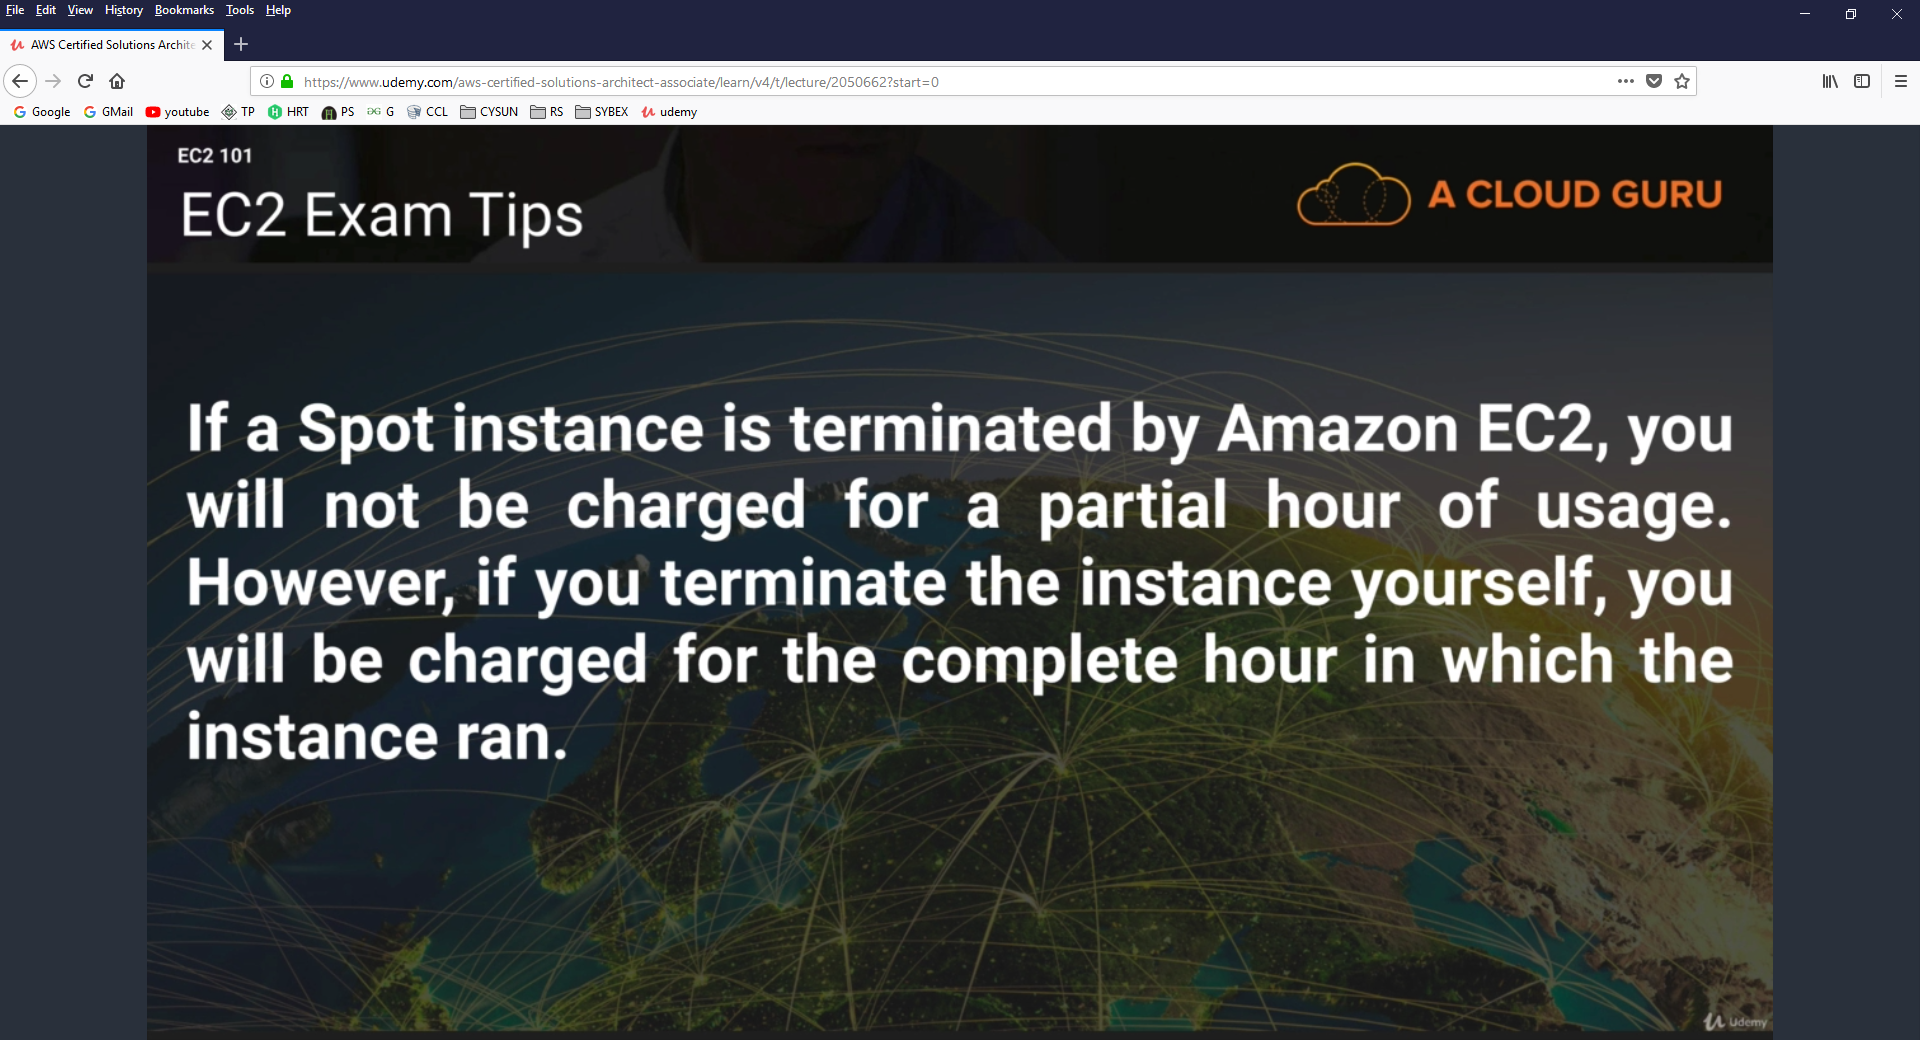 File Edit View History Bookmarks Tools Help
AWS Certified Solutions Archite
https://www.udemy.com/aws-certified-solutions-architect-associate/learn/v4/t/lecture/2050662?start=0
Google GMail youtube TP HRT PS G CCL CYSUN RS SYBEX udemy
EC2 101
EC2 Exam Tips
A CLOUD GURU
If a Spot instance is terminated by Amazon EC2, you
will not be charged for a partial hour of usage.
However, if you terminate the instance yourself, you
will be charged for the complete hour in which the
instance ran.
Udemy